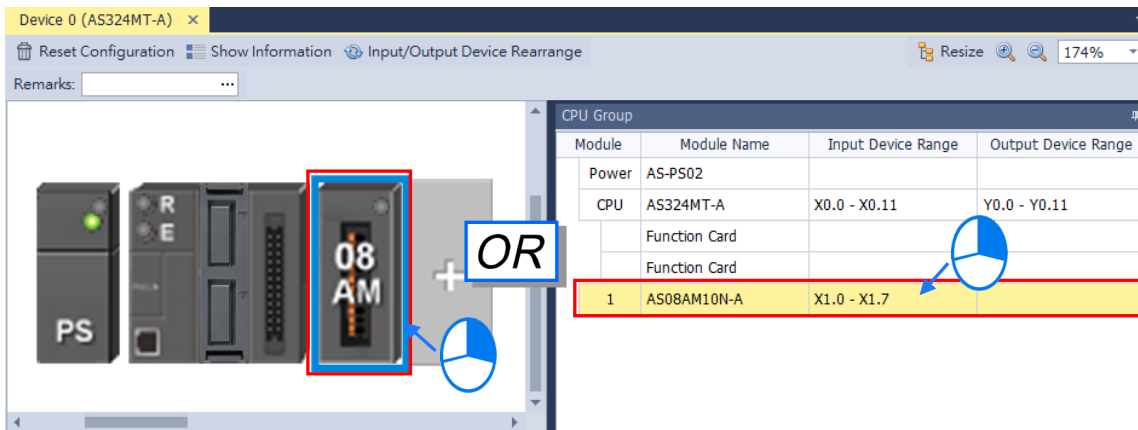 Device 0 (AS324MT-A) ×
Reset Configuration Show Information Input/Output Device Rearrange Resize 174%
Remarks: ...
CPU Group
Module Module Name Input Device Range Output Device Range
Power AS-PS02
CPU AS324MT-A X0.0 - X0.11 Y0.0 - Y0.11
Function Card
Function Card
1 AS08AM10N-A X1.0 - X1.7
PS
R
E
08
AM
+
OR